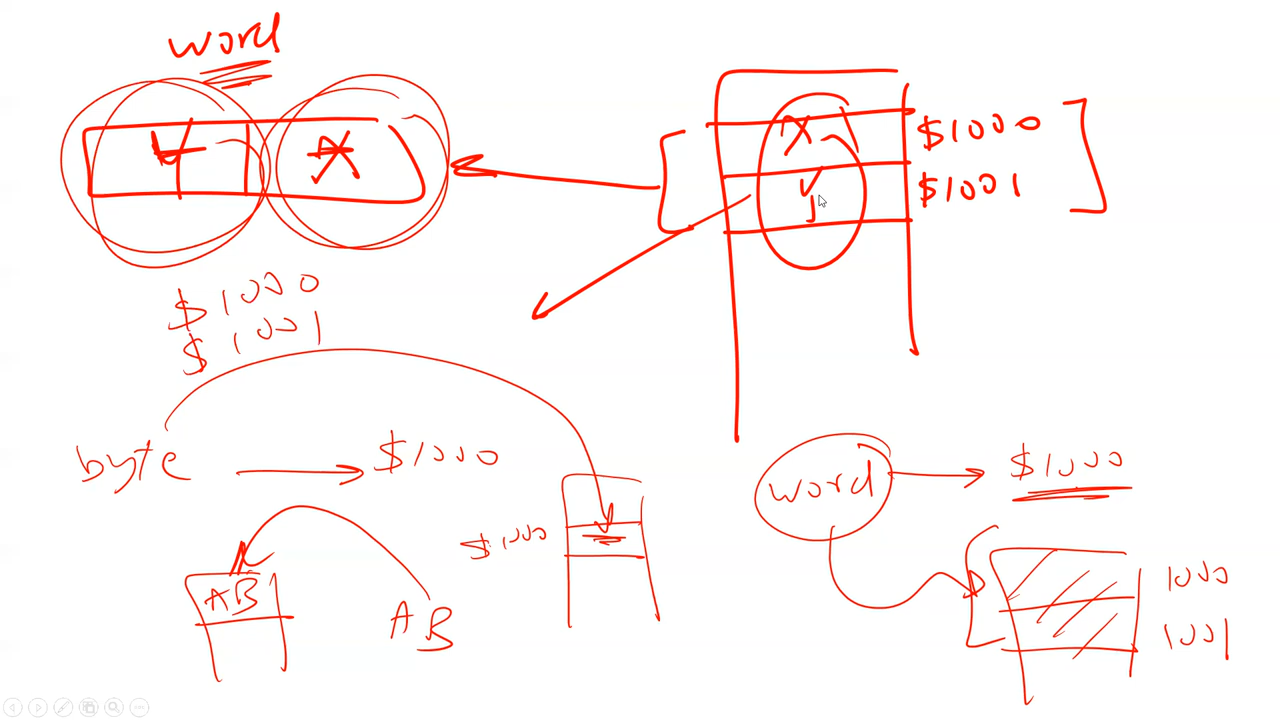 word
Y X
X $1000
Y $1001
$1000
$1001
byte $1000
$1000
AB
AB
word $1000
1000
1001